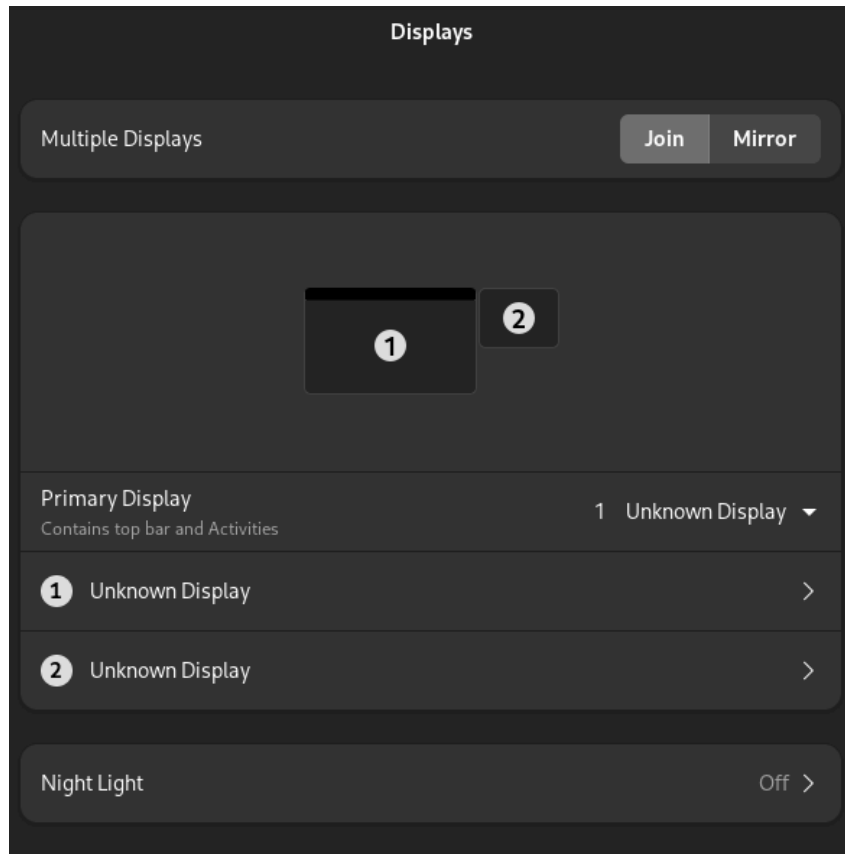 Displays
Multiple Displays
Join
Mirror
1
2
Primary Display
Contains top bar and Activities
1 Unknown Display
1 Unknown Display
2 Unknown Display
Night Light
Off